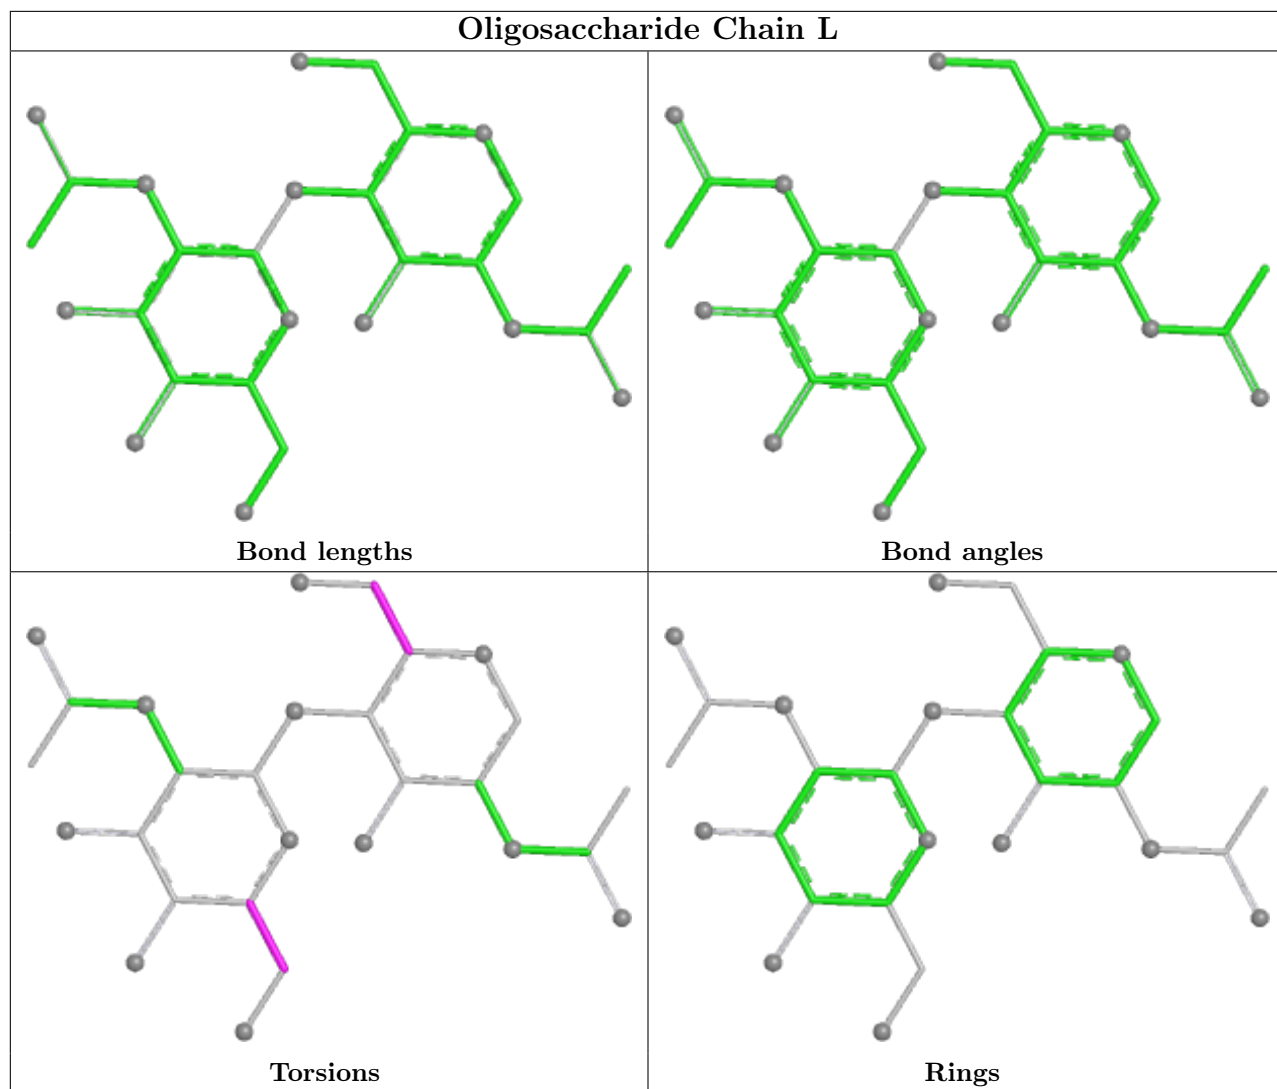 Oligosaccharide Chain L
Bond lengths
Bond angles
Torsions
Rings